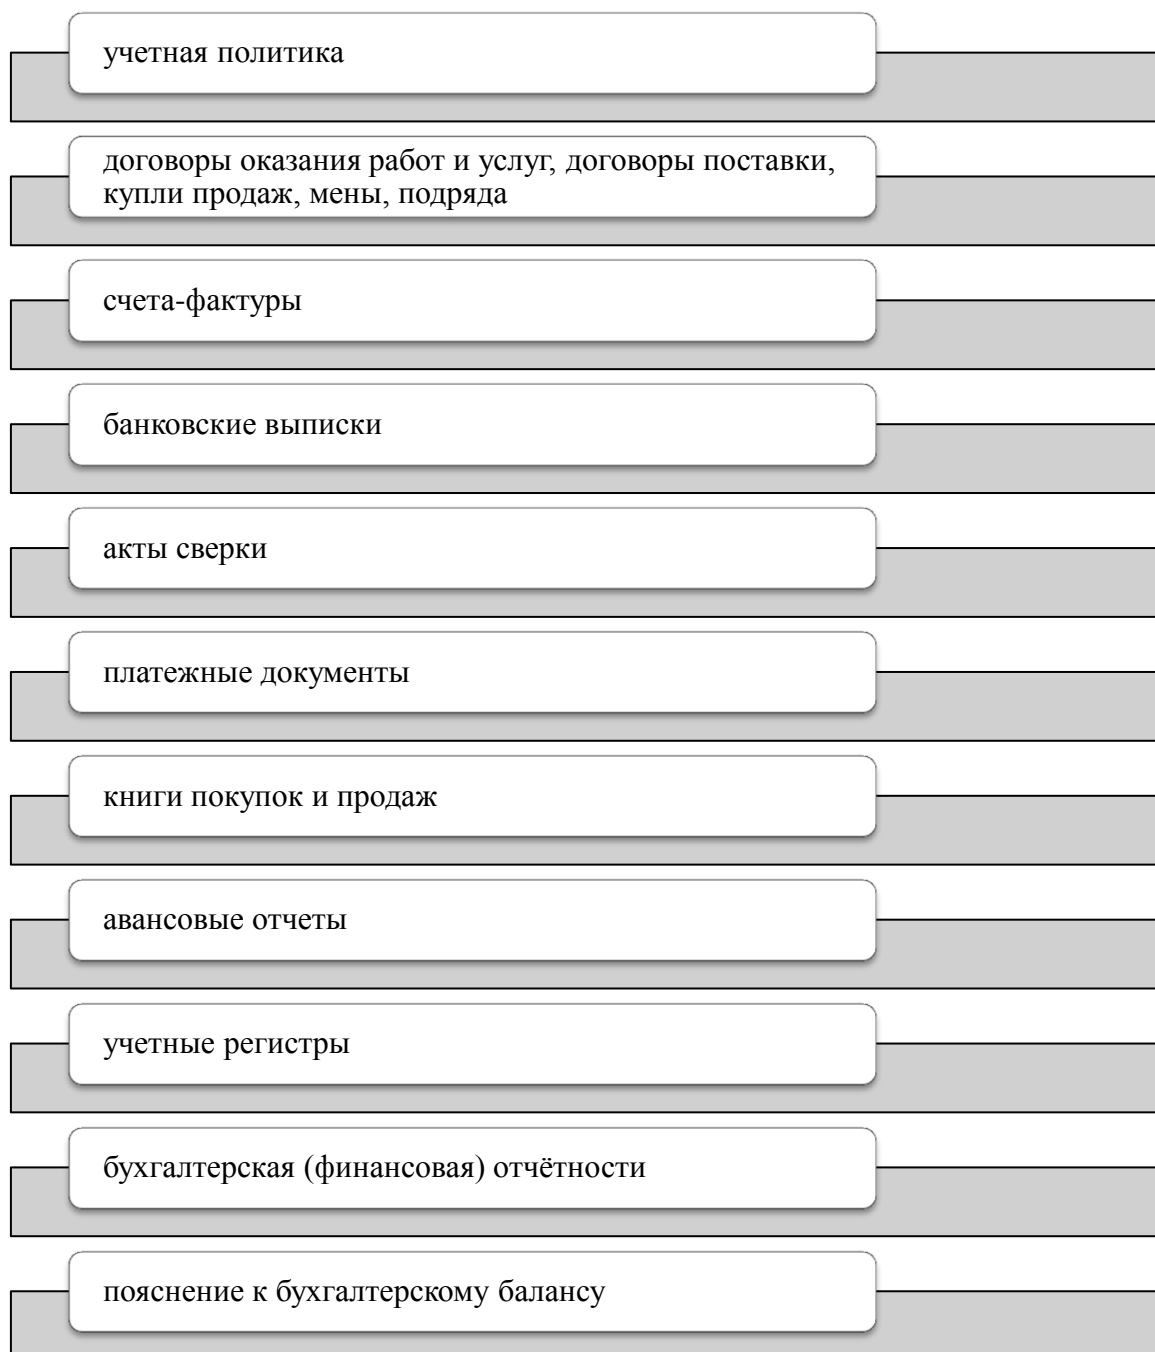 учетная политика
договоры оказания работ и услуг, договоры поставки,
купли продаж, мены, подряда
счета-фактуры
банковские выписки
акты сверки
платежные документы
книги покупок и продаж
авансовые отчеты
учетные регистры
бухгалтерская (финансовая) отчётности
пояснение к бухгалтерскому балансу